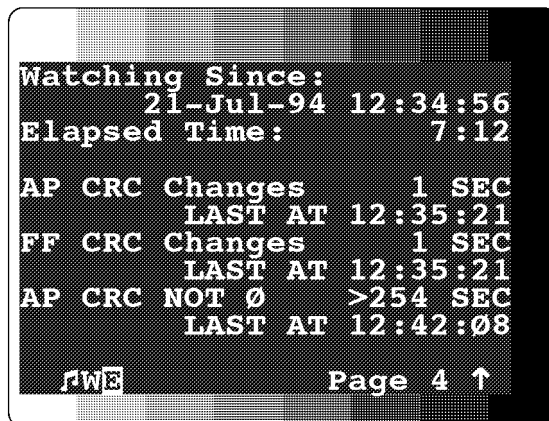 Watching Since:
21-Jul-94 12:34:56
Elapsed Time: 7:12
AP CRC Changes 1 SEC
LAST AT 12:35:21
FF CRC Changes 1 SEC
LAST AT 12:35:21
AP CRC NOT Ø >254 SEC
LAST AT 12:42:Ø8
♫WE Page 4 ↑